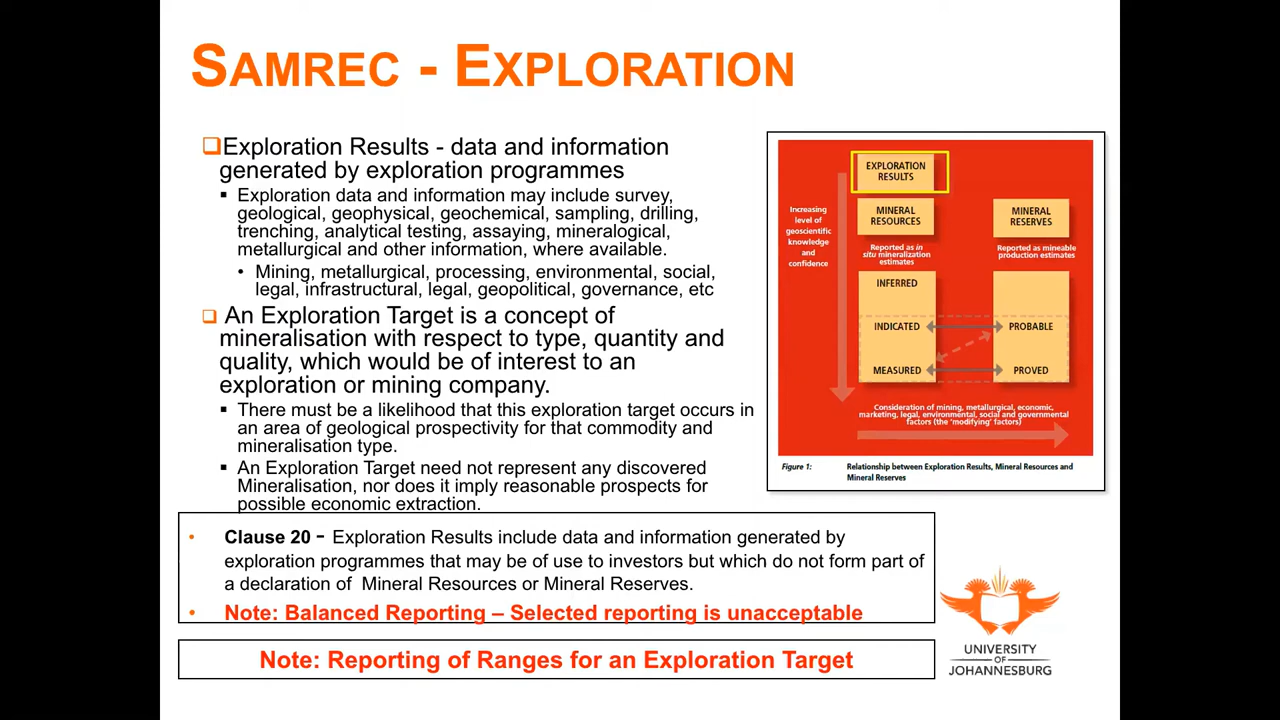 SAMREC - EXPLORATION
Exploration Results - data and information
generated by exploration programmes
Exploration data and information may include survey,
geological, geophysical, geochemical, sampling, drilling,
trenching, analytical testing, assaying, mineralogical,
metallurgical and other information, where available.
Mining, metallurgical, processing, environmental, social,
legal, infrastructural, legal, geopolitical, governance, etc
An Exploration Target is a concept of
mineralisation with respect to type, quantity and
quality, which would be of interest to an
exploration or mining company.
There must be a likelihood that this exploration target occurs in
an area of geological prospectivity for that commodity and
mineralisation type.
An Exploration Target need not represent any discovered
Mineralisation, nor does it imply reasonable prospects for
possible economic extraction.
Clause 20 - Exploration Results include data and information generated by
exploration programmes that may be of use to investors but which do not form part of
a declaration of Mineral Resources or Mineral Reserves.
Note: Balanced Reporting – Selected reporting is unacceptable
Note: Reporting of Ranges for an Exploration Target
EXPLORATION
RESULTS
Increasing
level of
geoscientific
knowledge
and
confidence
MINERAL
RESOURCES
Reported as in
situ mineralization
estimates
INFERRED
INDICATED
MEASURED
MINERAL
RESERVES
Reported as mineable
production estimates
PROBABLE
PROVED
Consideration of mining, metallurgical, economic,
marketing, legal, environmental, social and governmental
factors (the 'modifying' factors)
Figure 1: Relationship between Exploration Results, Mineral Resources and
Mineral Reserves
UNIVERSITY
OF
JOHANNESBURG